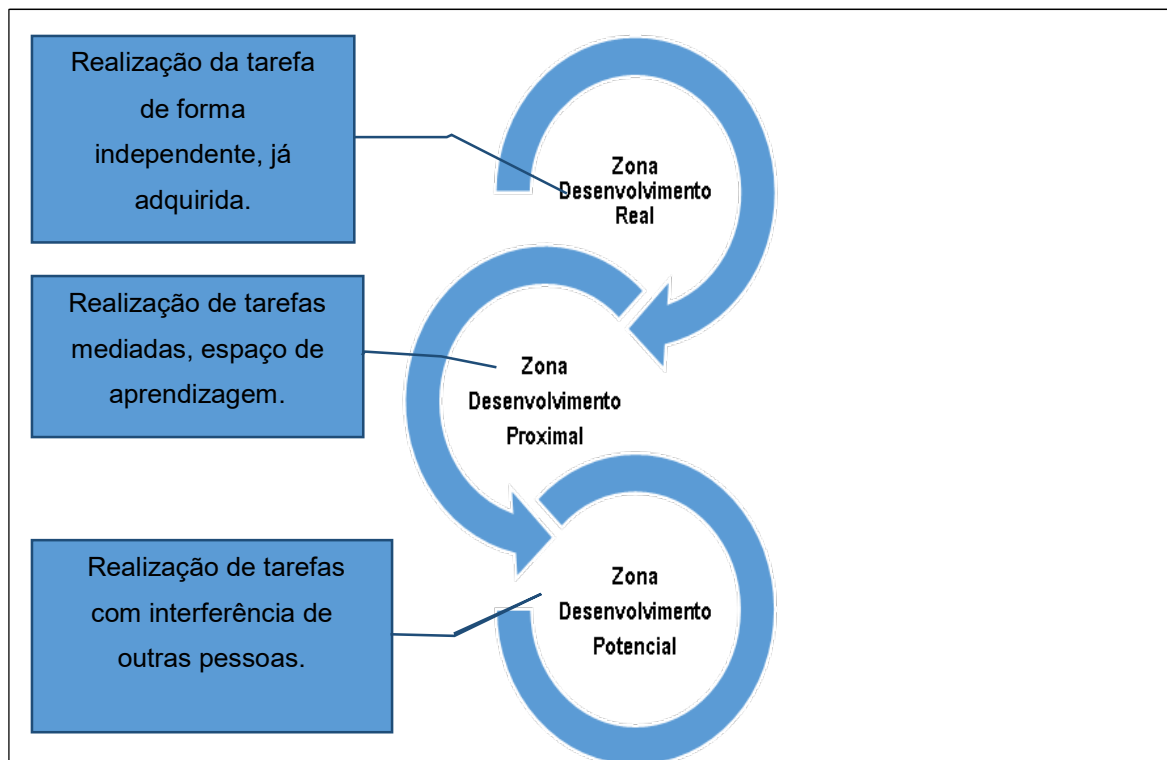 Realização da tarefa
de forma
independente, já
adquirida.
Zona
Desenvolvimento
Real
Realização de tarefas
mediadas, espaço de
aprendizagem.
Zona
Desenvolvimento
Proximal
Realização de tarefas
com interferência de
outras pessoas.
Zona
Desenvolvimento
Potencial